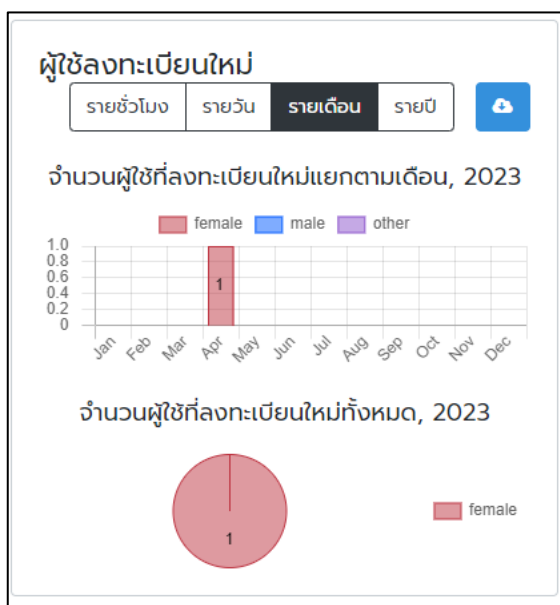 ผู้ใช้ลงทะเบียนใหม่
รายชั่วโมง รายวัน รายเดือน รายปี
จำนวนผู้ใช้ที่ลงทะเบียนใหม่แยกตามเดือน, 2023
female male other
1.0
0.8
0.6
0.4
0.2
0
1
Jan Feb Mar Apr May Jun Jul Aug Sep Oct Nov Dec
จำนวนผู้ใช้ที่ลงทะเบียนใหม่ทั้งหมด, 2023
female
1